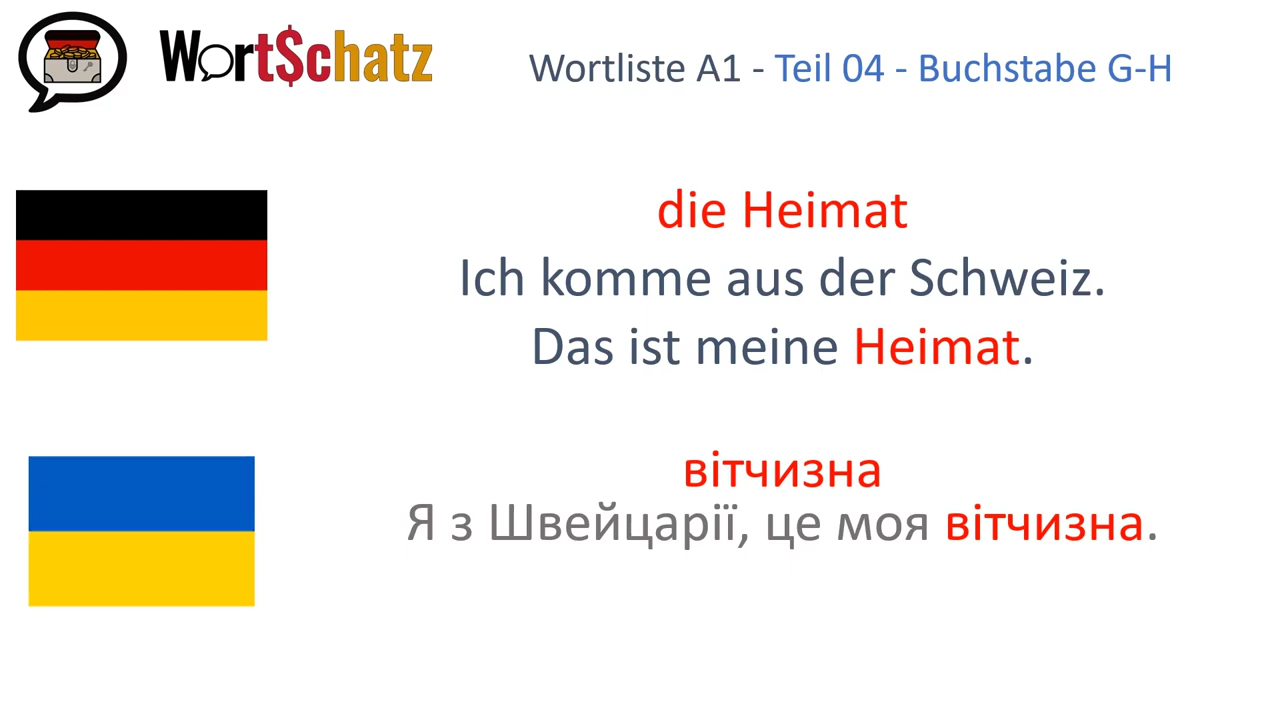 Wort$chatz
Wortliste A1 - Teil 04 - Buchstabe G-H
die Heimat
Ich komme aus der Schweiz.
Das ist meine Heimat.
вітчизна
Я з Швейцарії, це моя вітчизна.